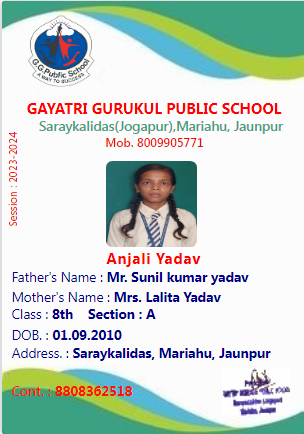 G.G.Public School
A WAY TO SUCCESS
GAYATRI GURUKUL PUBLIC SCHOOL
Saraykalidas(Jogapur),Mariahu, Jaunpur
Mob. 8009905771
Session : 2023-2024
Anjali Yadav
Father's Name : Mr. Sunil kumar yadav
Mother's Name : Mrs. Lalita Yadav
Class : 8th Section : A
DOB. : 01.09.2010
Address. : Saraykalidas, Mariahu, Jaunpur
Cont. : 8808362518